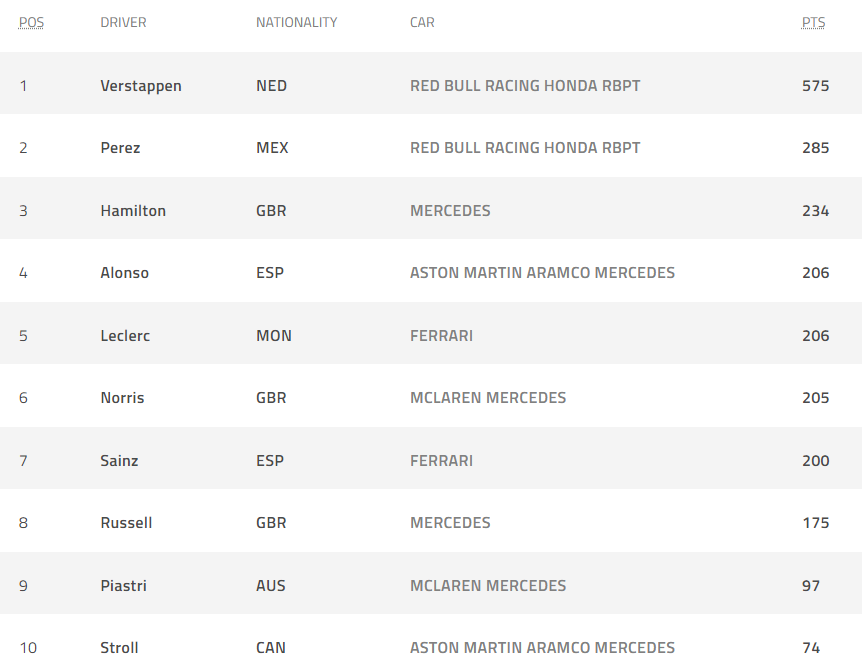 POS DRIVER NATIONALITY CAR PTS
1 Verstappen NED RED BULL RACING HONDA RBPT 575
2 Perez MEX RED BULL RACING HONDA RBPT 285
3 Hamilton GBR MERCEDES 234
4 Alonso ESP ASTON MARTIN ARAMCO MERCEDES 206
5 Leclerc MON FERRARI 206
6 Norris GBR MCLAREN MERCEDES 205
7 Sainz ESP FERRARI 200
8 Russell GBR MERCEDES 175
9 Piastri AUS MCLAREN MERCEDES 97
10 Stroll CAN ASTON MARTIN ARAMCO MERCEDES 74